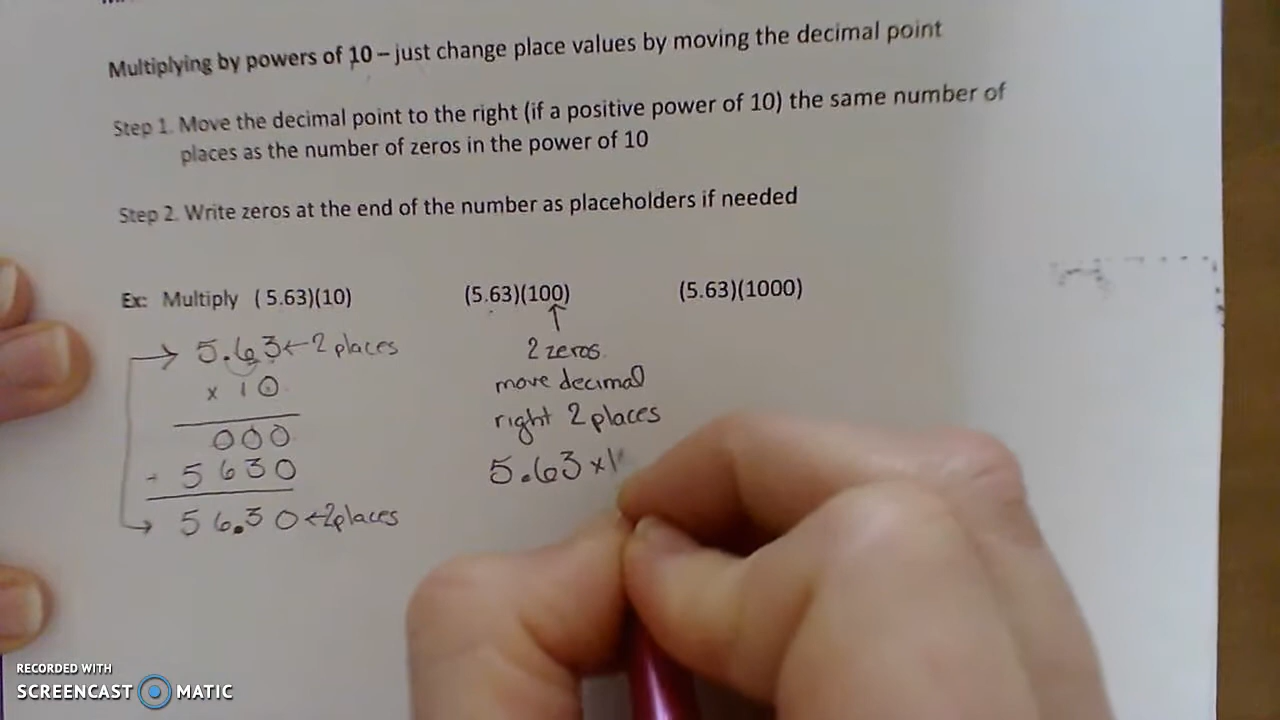 Multiplying by powers of 10 – just change place values by moving the decimal point
Step 1. Move the decimal point to the right (if a positive power of 10) the same number of
places as the number of zeros in the power of 10
Step 2. Write zeros at the end of the number as placeholders if needed
Ex: Multiply (5.63)(10) (5.63)(100) (5.63)(1000)
→ 5.63 ← 2 places
x 10
000
5630
→ 56.30 ← 2places
↑
2 zeros
move decimal
right 2 places
5.63 x 1
RECORDED WITH
SCREENCAST MATIC